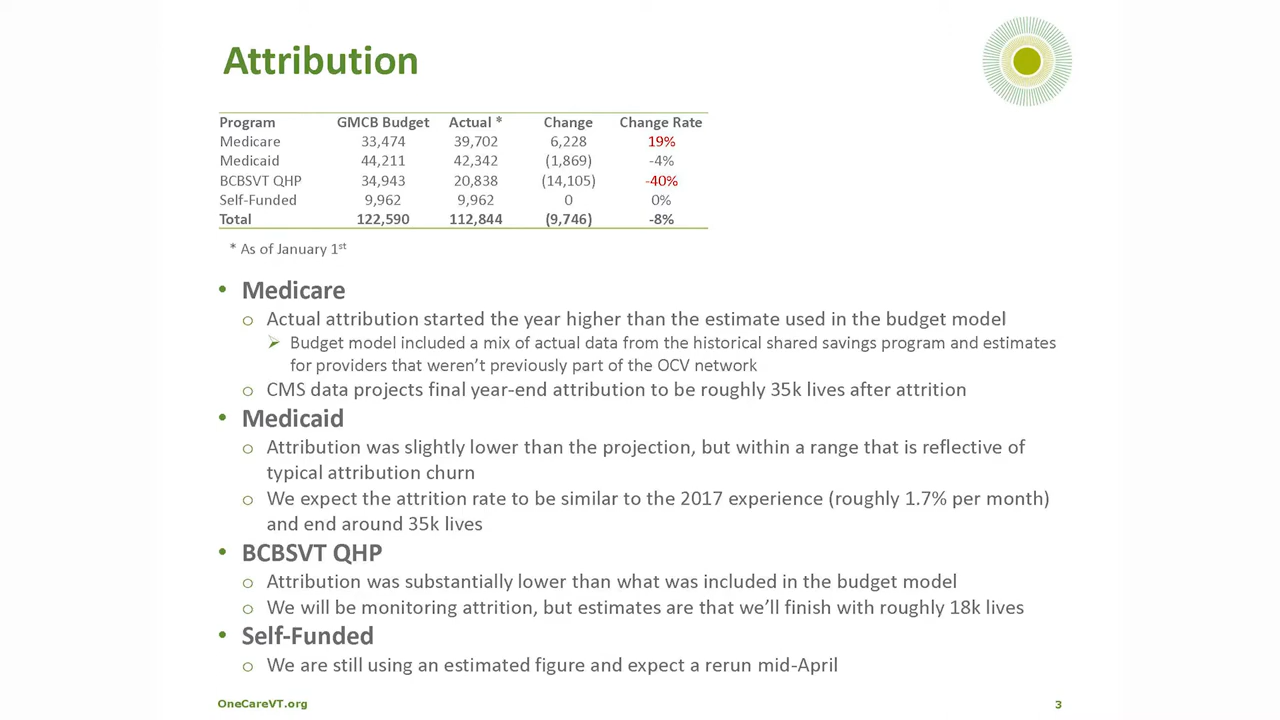 Attribution
Program GMCB Budget Actual * Change Change Rate
Medicare 33,474 39,702 6,228 19%
Medicaid 44,211 42,342 (1,869) -4%
BCBSVT QHP 34,943 20,838 (14,105) -40%
Self-Funded 9,962 9,962 0 0%
Total 122,590 112,844 (9,746) -8%
* As of January 1st
• Medicare
o Actual attribution started the year higher than the estimate used in the budget model
➢ Budget model included a mix of actual data from the historical shared savings program and estimates
for providers that weren’t previously part of the OCV network
o CMS data projects final year-end attribution to be roughly 35k lives after attrition
• Medicaid
o Attribution was slightly lower than the projection, but within a range that is reflective of
typical attribution churn
o We expect the attrition rate to be similar to the 2017 experience (roughly 1.7% per month)
and end around 35k lives
• BCBSVT QHP
o Attribution was substantially lower than what was included in the budget model
o We will be monitoring attrition, but estimates are that we’ll finish with roughly 18k lives
• Self-Funded
o We are still using an estimated figure and expect a rerun mid-April
OneCareVT.org 3